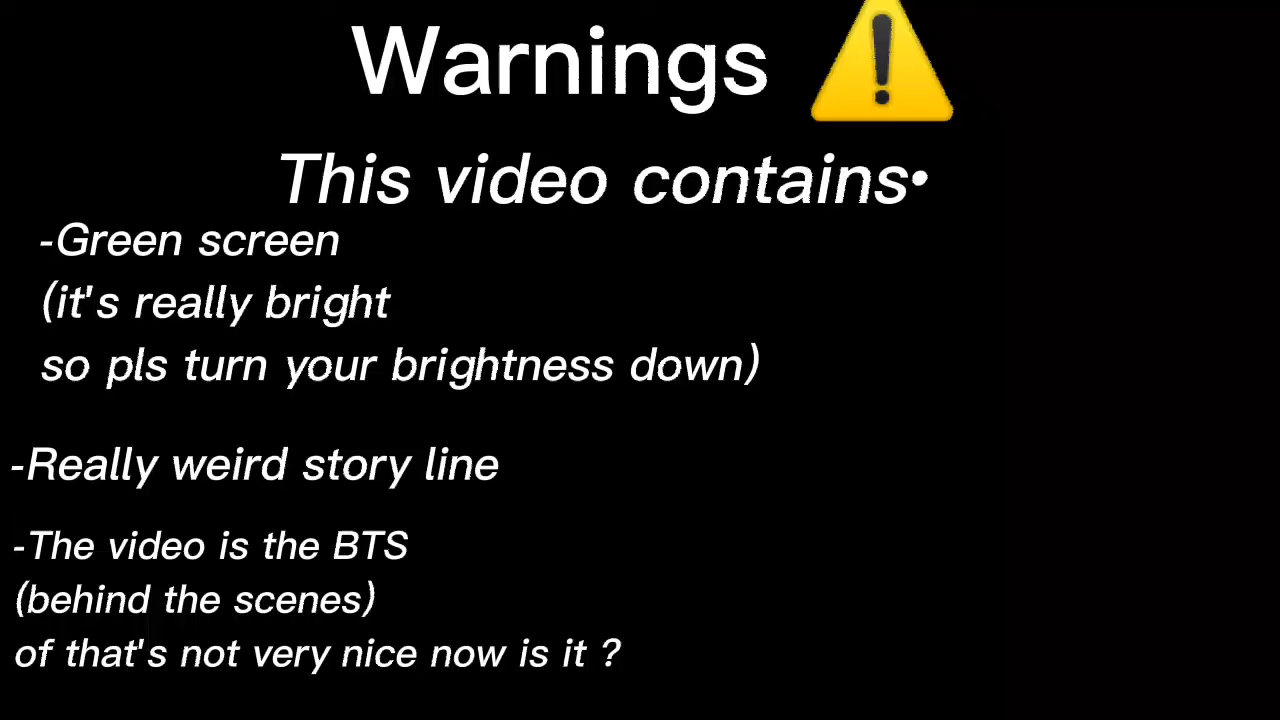 Warnings ⚠️
This video contains•
-Green screen
(it's really bright
so pls turn your brightness down)
-Really weird story line
-The video is the BTS
(behind the scenes)
of that's not very nice now is it ?